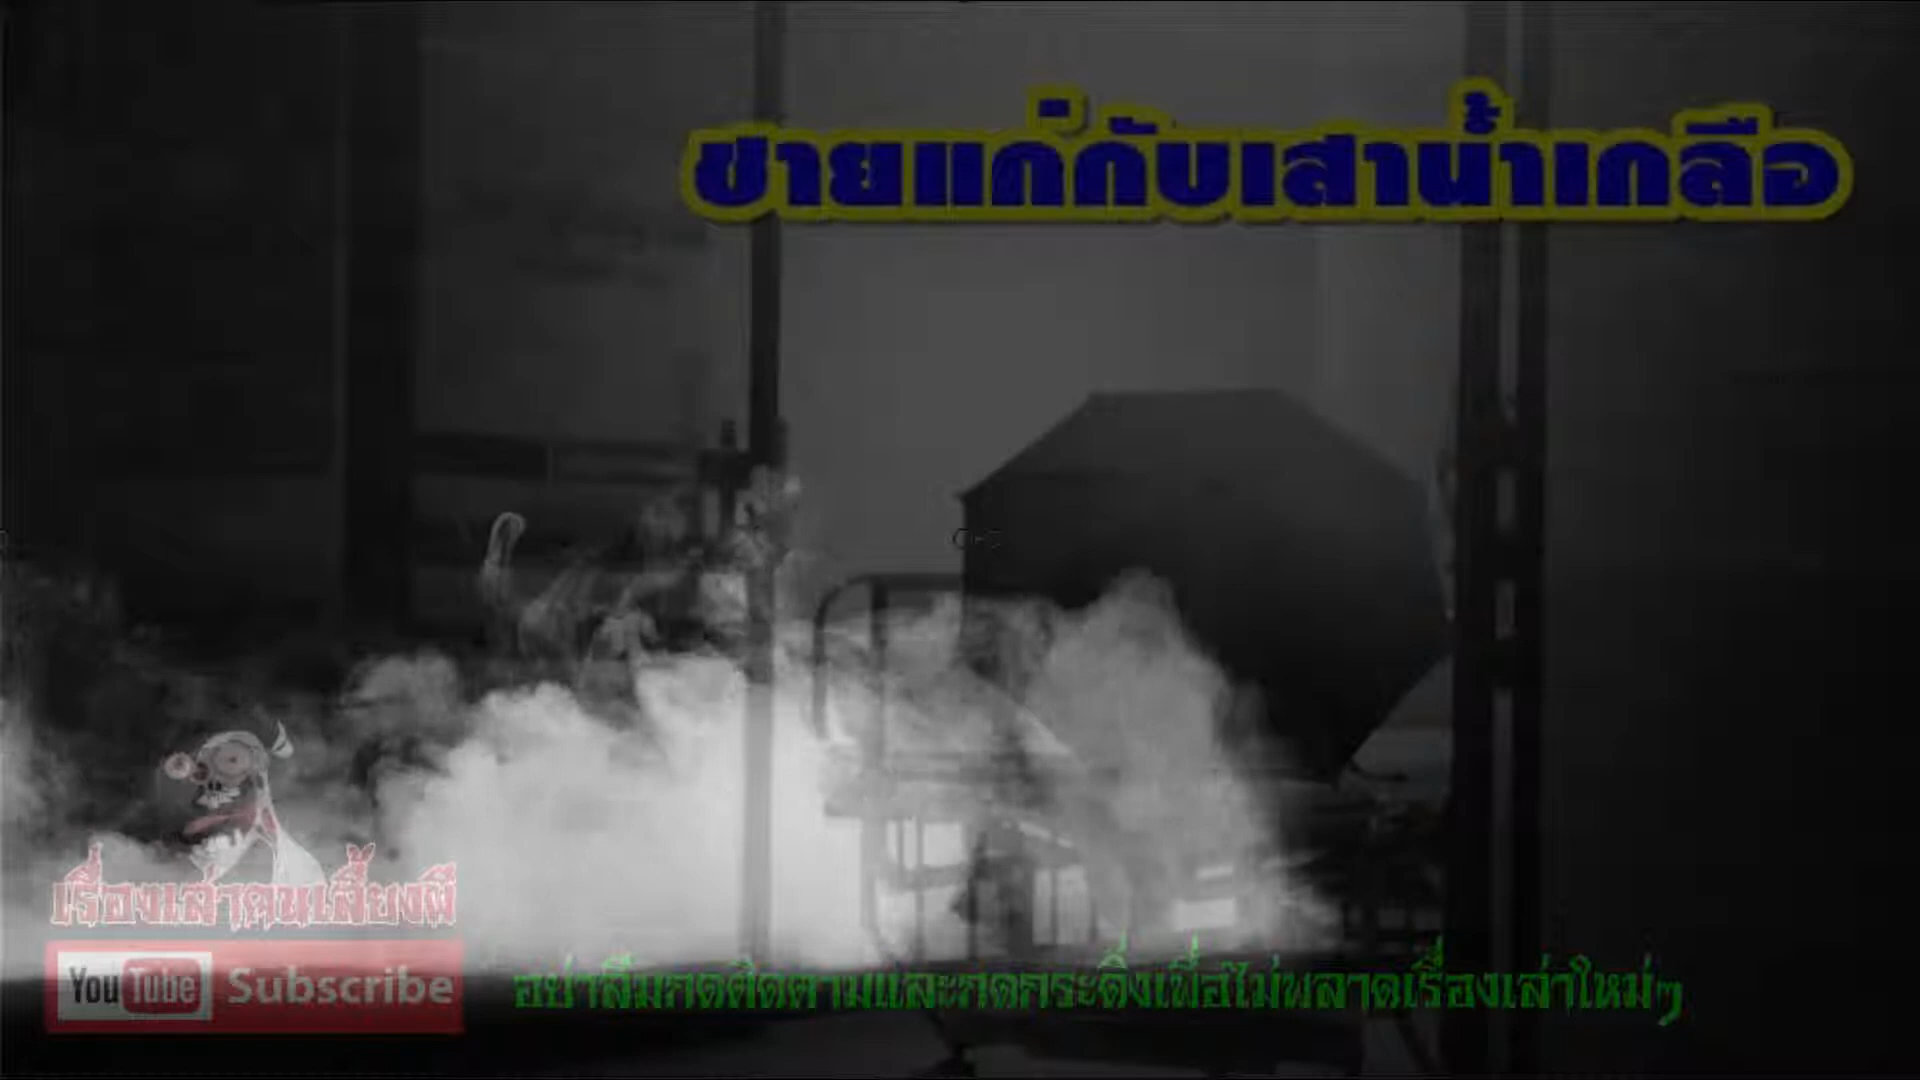 ชายแก่กับเสาน้ำเกลือ
เรื่องเล่าคนเลี้ยงผี
YouTube Subscribe
อย่าลืมกดติดตามและกดกระดิ่งเพื่อไม่พลาดเรื่องเล่าใหม่ๆ